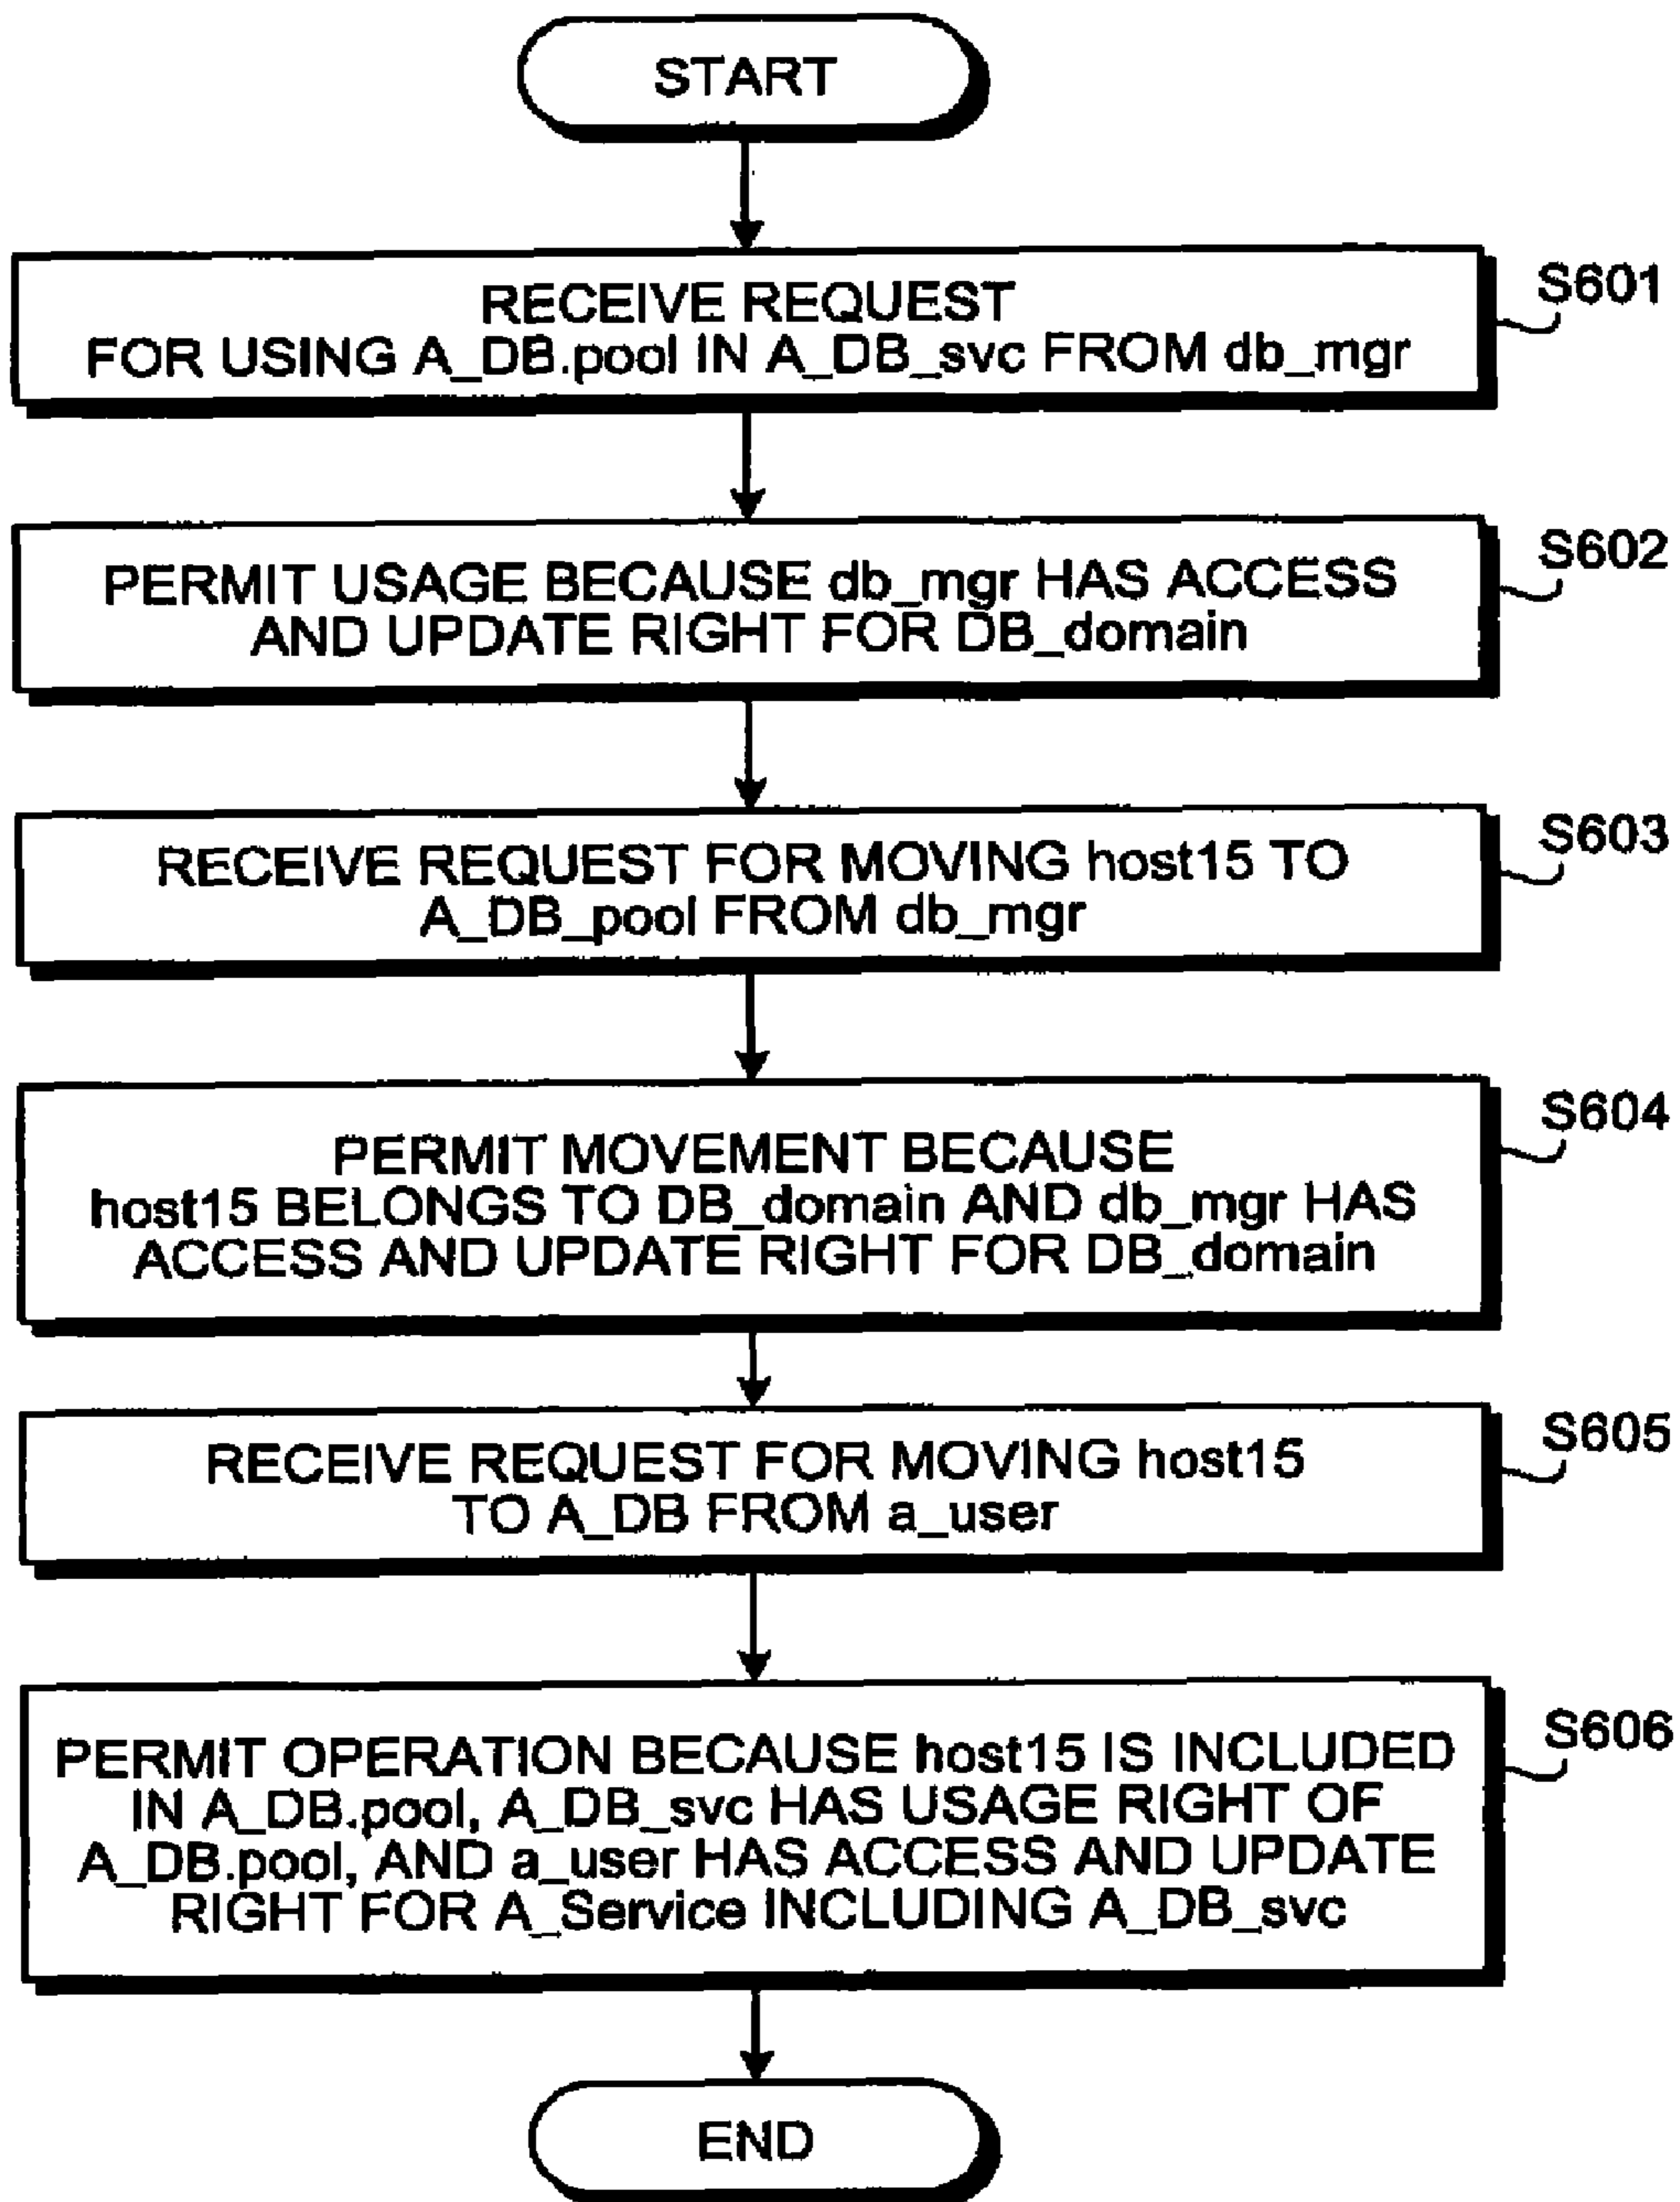 START
RECEIVE REQUEST
FOR USING A_DB.pool IN A_DB_svc FROM db_mgr
S601
PERMIT USAGE BECAUSE db_mgr HAS ACCESS
AND UPDATE RIGHT FOR DB_domain
S602
RECEIVE REQUEST FOR MOVING host15 TO
A_DB_pool FROM db_mgr
S603
PERMIT MOVEMENT BECAUSE
host15 BELONGS TO DB_domain AND db_mgr HAS
ACCESS AND UPDATE RIGHT FOR DB_domain
S604
RECEIVE REQUEST FOR MOVING host15
TO A_DB FROM a_user
S605
PERMIT OPERATION BECAUSE host15 IS INCLUDED
IN A_DB.pool, A_DB_svc HAS USAGE RIGHT OF
A_DB.pool, AND a_user HAS ACCESS AND UPDATE
RIGHT FOR A_Service INCLUDING A_DB_svc
S606
END